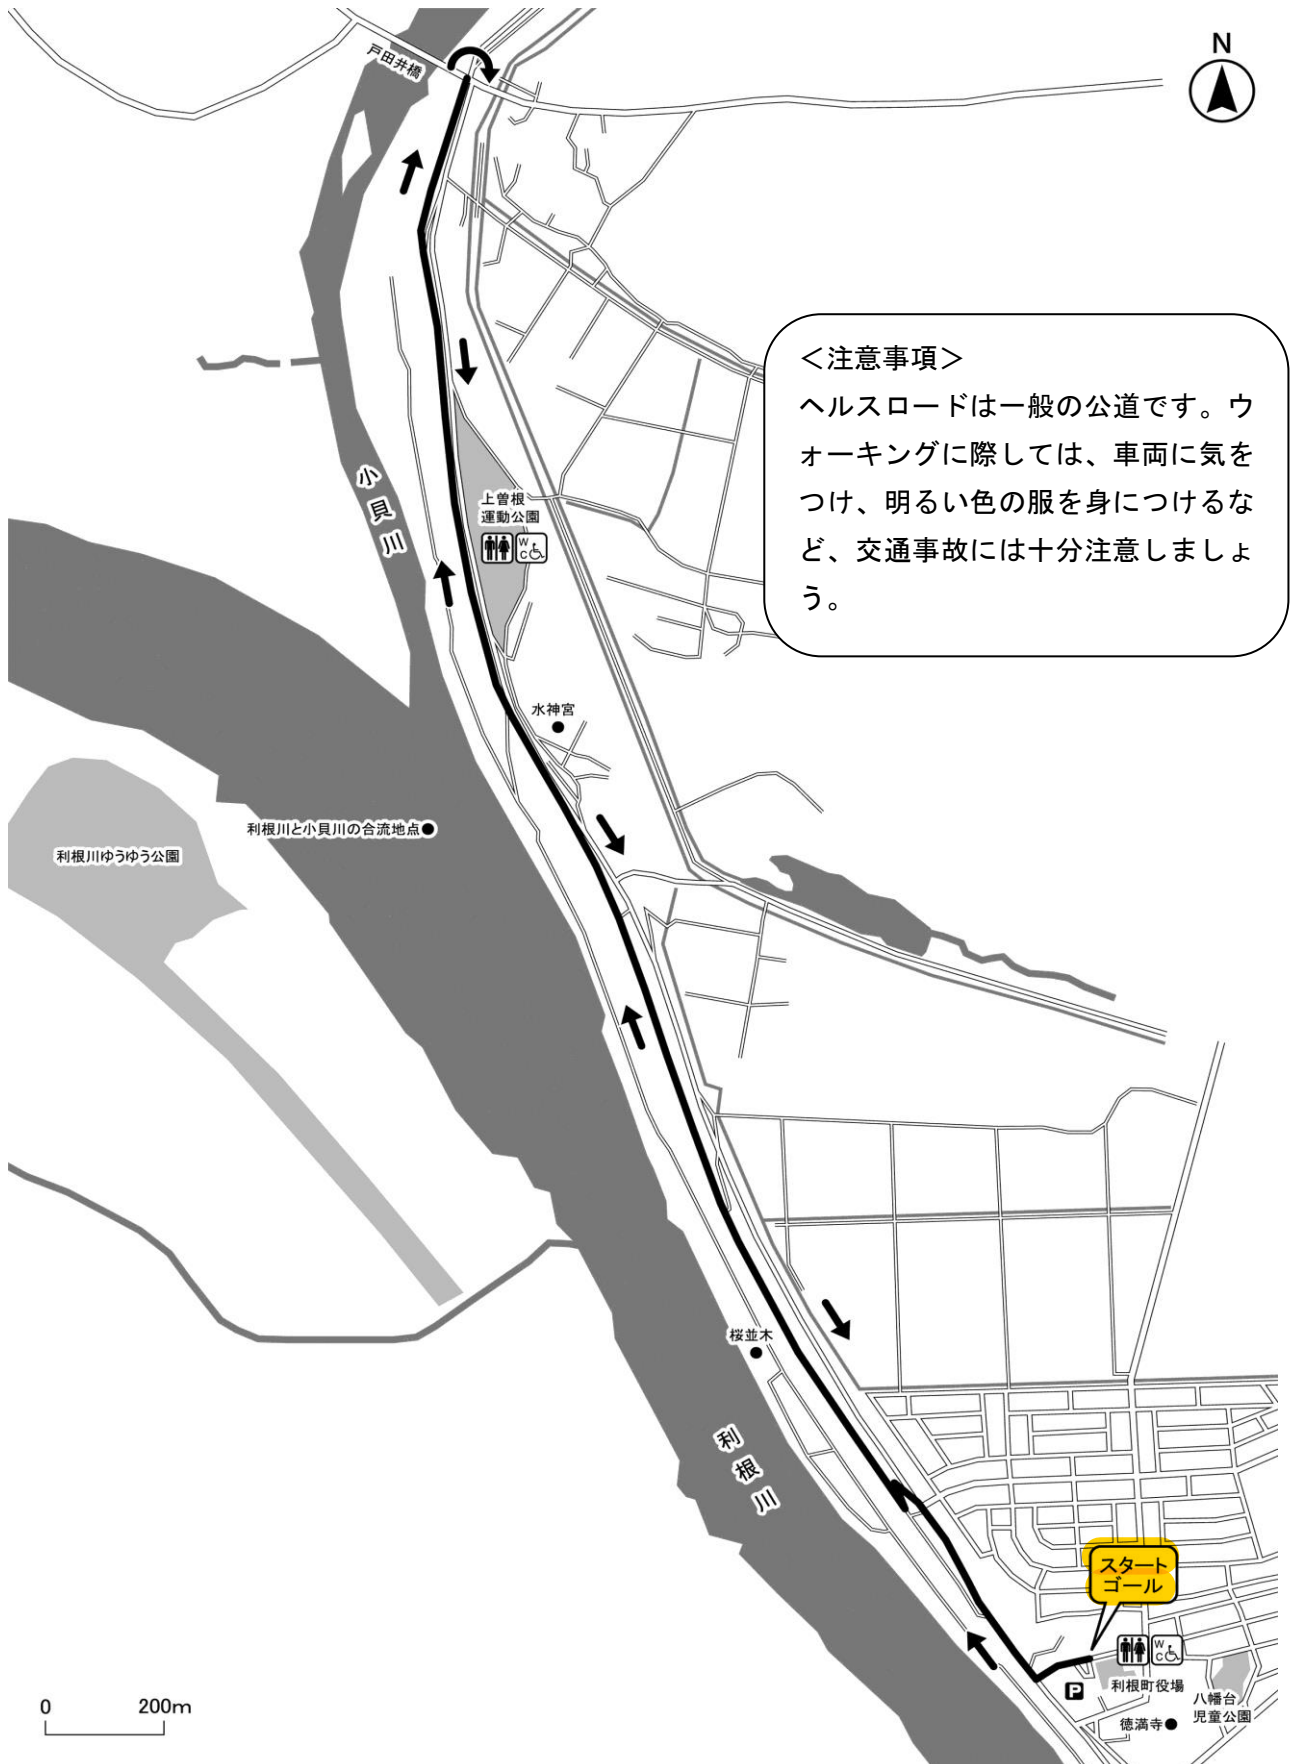 戸田井橋
N
＜注意事項＞
ヘルスロードは一般の公道です。ウ
ォーキングに際しては、車両に気を
つけ、明るい色の服を身につけるな
ど、交通事故には十分注意しましょ
う。
小貝川
上曽根
運動公園
WC
水神宮
利根川と小貝川の合流地点
利根川ゆうゆう公園
桜並木
利根川
スタート
ゴール
WC
P
利根町役場
八幡台
児童公園
徳満寺
0 200m